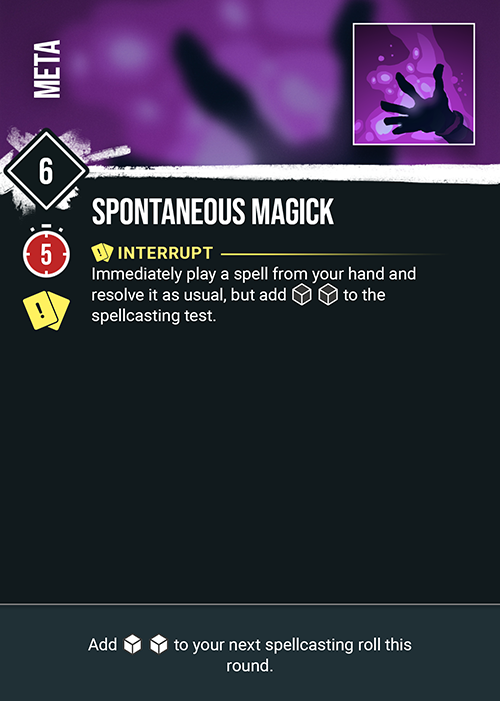 META
6
SPONTANEOUS MAGICK
5
! INTERRUPT
Immediately play a spell from your hand and
resolve it as usual, but add to the
spellcasting test.
!
Add to your next spellcasting roll this
round.